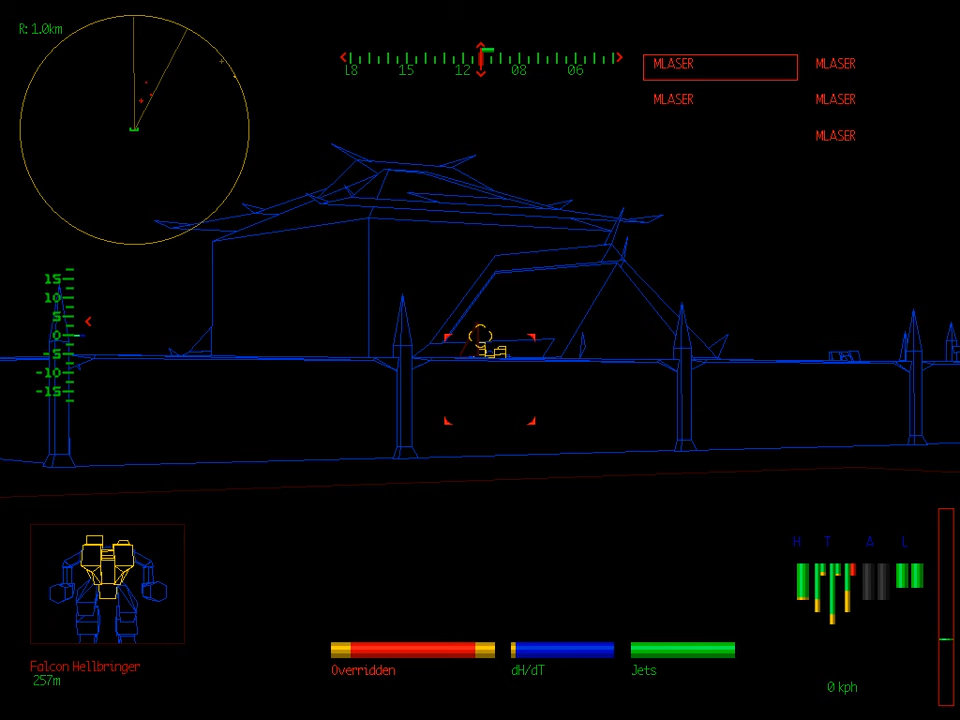 R: 1.0km
18 15 12 08 06
MLASER MLASER
MLASER MLASER
MLASER
15
10
5
0
-5
-10
-15
H T A L
Falcon Hellbringer
257m
Overridden dH/dT Jets
0 kph